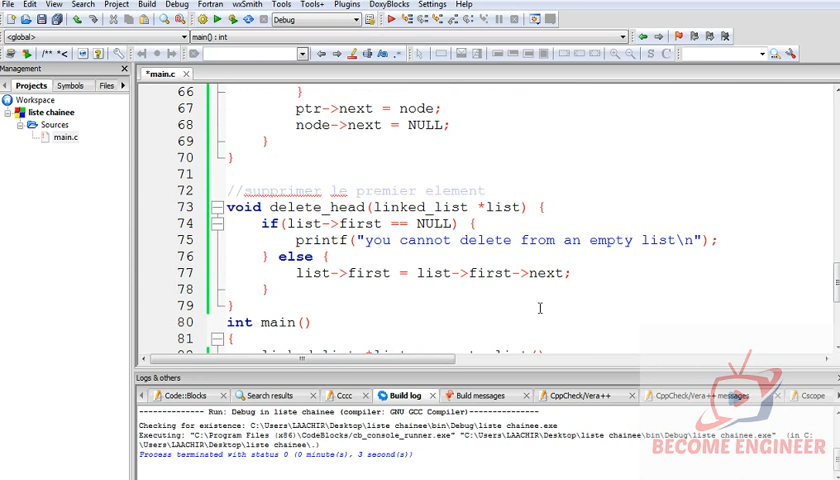 File Edit View Search Project Build Debug Fortran wxSmith Tools Tools+ Plugins DoxyBlocks Settings Help
Debug
<global> main() : int
/** *<
Aa
S C
Management
*main.c
Projects Symbols Files
Workspace
liste chainee
Sources
main.c
66 }
67 ptr->next = node;
68 node->next = NULL;
69 }
70 }
71
72 //supprimer le premier element
73 void delete_head(linked_list *list) {
74 if(list->first == NULL) {
75 printf("you cannot delete from an empty list\n");
76 } else {
77 list->first = list->first->next;
78 }
79 }
80 int main()
81 {
Logs & others
Code::Blocks Search results Cccc Build log Build messages CppCheck/Vera++ CppCheck/Vera++ messages Cscope
-------------- Run: Debug in liste chainee (compiler: GNU GCC Compiler)---------------
Checking for existence: C:\Users\LAACHIR\Desktop\liste chainee\bin\Debug\liste chainee.exe
Executing: "C:\Program Files (x86)\CodeBlocks/cb_console_runner.exe" "C:\Users\LAACHIR\Desktop\liste chainee\bin\Debug\liste chainee.exe" (in C:
\Users\LAACHIR\Desktop\liste chainee\.)
Process terminated with status 0 (0 minute(s), 3 second(s))
BECOME ENGINEER